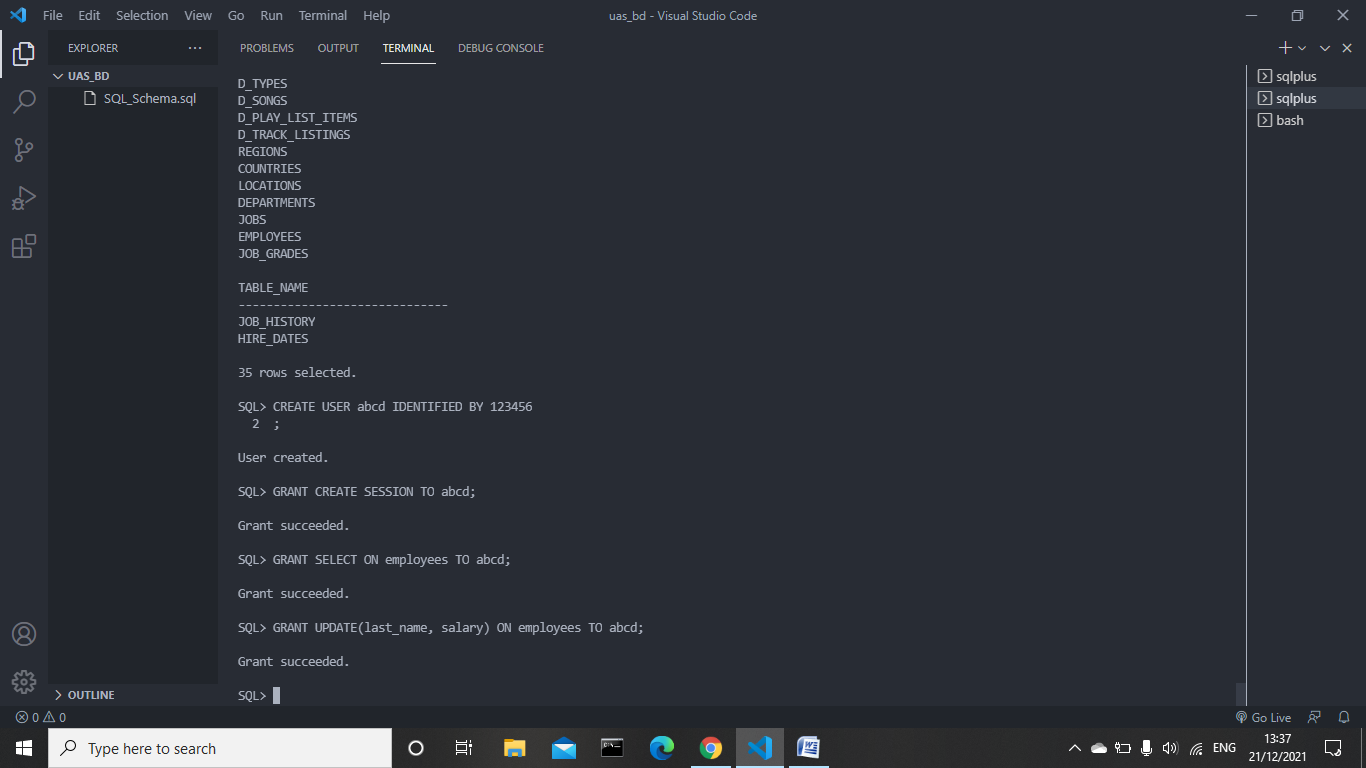 File Edit Selection View Go Run Terminal Help
uas_bd - Visual Studio Code
EXPLORER
UAS_BD
SQL_Schema.sql
OUTLINE
PROBLEMS OUTPUT TERMINAL DEBUG CONSOLE
D_TYPES
D_SONGS
D_PLAY_LIST_ITEMS
D_TRACK_LISTINGS
REGIONS
COUNTRIES
LOCATIONS
DEPARTMENTS
JOBS
EMPLOYEES
JOB_GRADES
TABLE_NAME
------------------------------
JOB_HISTORY
HIRE_DATES
35 rows selected.
SQL> CREATE USER abcd IDENTIFIED BY 123456
2 ;
User created.
SQL> GRANT CREATE SESSION TO abcd;
Grant succeeded.
SQL> GRANT SELECT ON employees TO abcd;
Grant succeeded.
SQL> GRANT UPDATE(last_name, salary) ON employees TO abcd;
Grant succeeded.
SQL>
sqlplus
sqlplus
bash
0 0
Go Live
Type here to search
ENG
13:37
21/12/2021